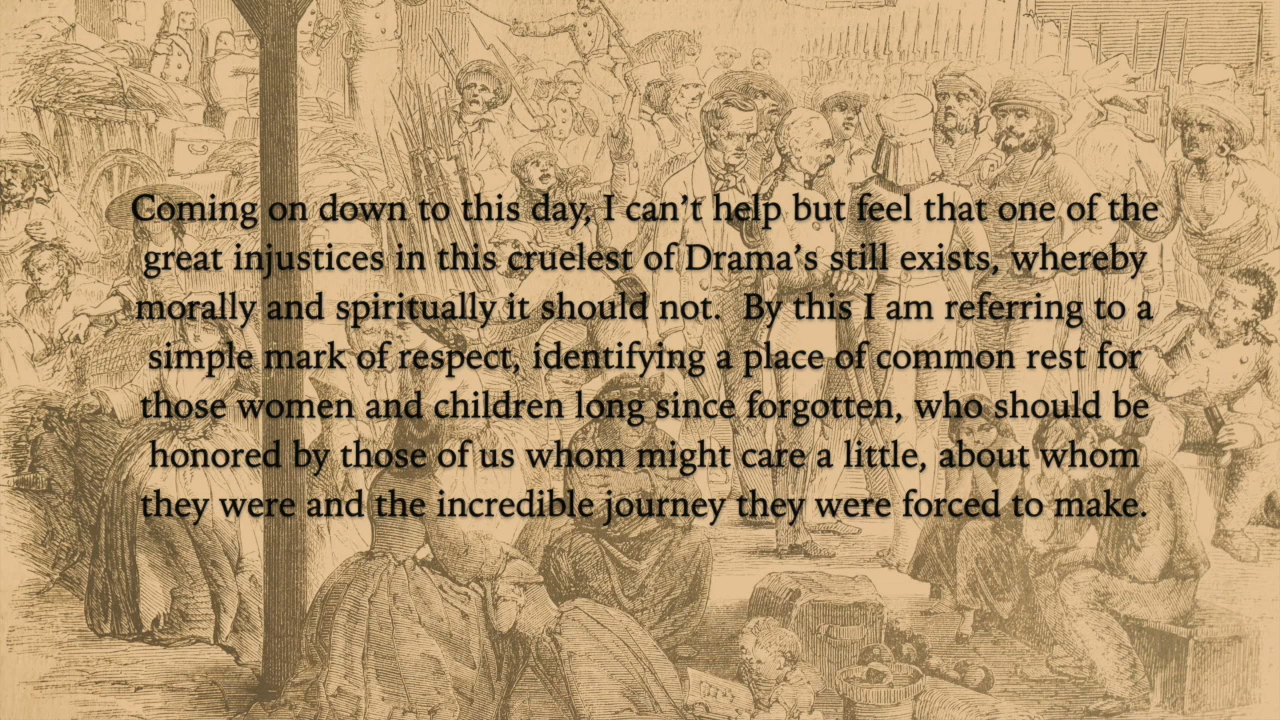 Coming on down to this day, I can’t help but feel that one of the
great injustices in this cruelest of Drama’s still exists, whereby
morally and spiritually it should not.  By this I am referring to a
simple mark of respect, identifying a place of common rest for
those women and children long since forgotten, who should be
honored by those of us whom might care a little, about whom
they were and the incredible journey they were forced to make.